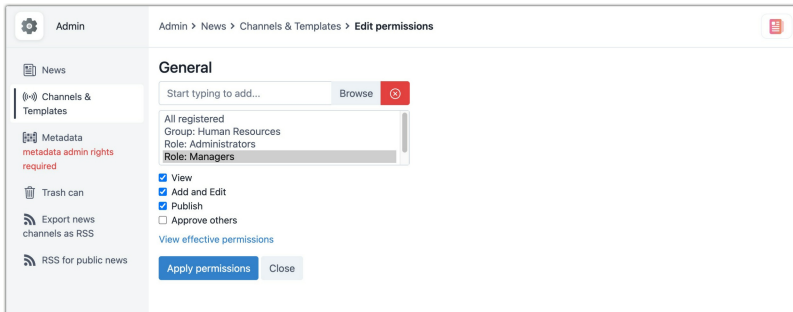 Admin
Admin > News > Channels & Templates > Edit permissions
News
Channels &
Templates
Metadata
metadata admin rights
required
Trash can
Export news
channels as RSS
RSS for public news
General
Start typing to add...
Browse
All registered
Group: Human Resources
Role: Administrators
Role: Managers
View
Add and Edit
Publish
Approve others
View effective permissions
Apply permissions
Close